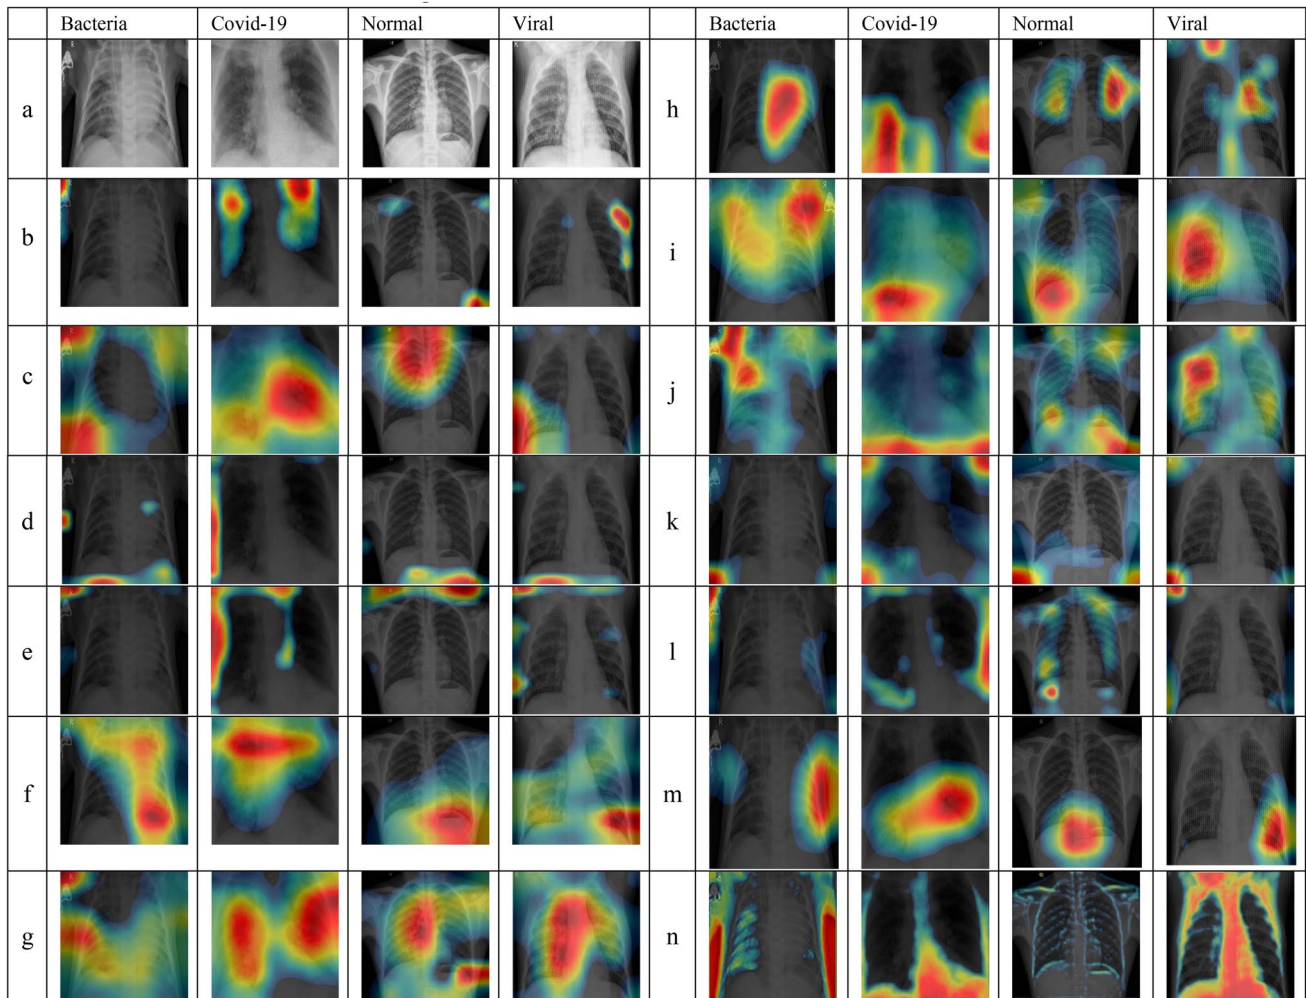 Bacteria Covid-19 Normal Viral Bacteria Covid-19 Normal Viral
a h
b i
c j
d k
e l
f m
g n